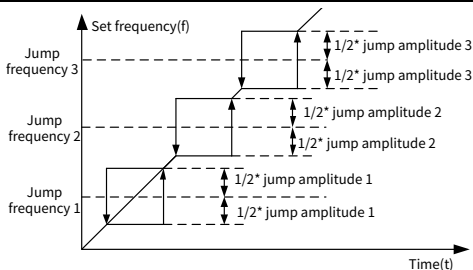 Set frequency(f)
Jump
frequency 3
1/2* jump amplitude 3
1/2* jump amplitude 3
Jump
frequency 2
1/2* jump amplitude 2
1/2* jump amplitude 2
Jump
frequency 1
1/2* jump amplitude 1
1/2* jump amplitude 1
Time(t)